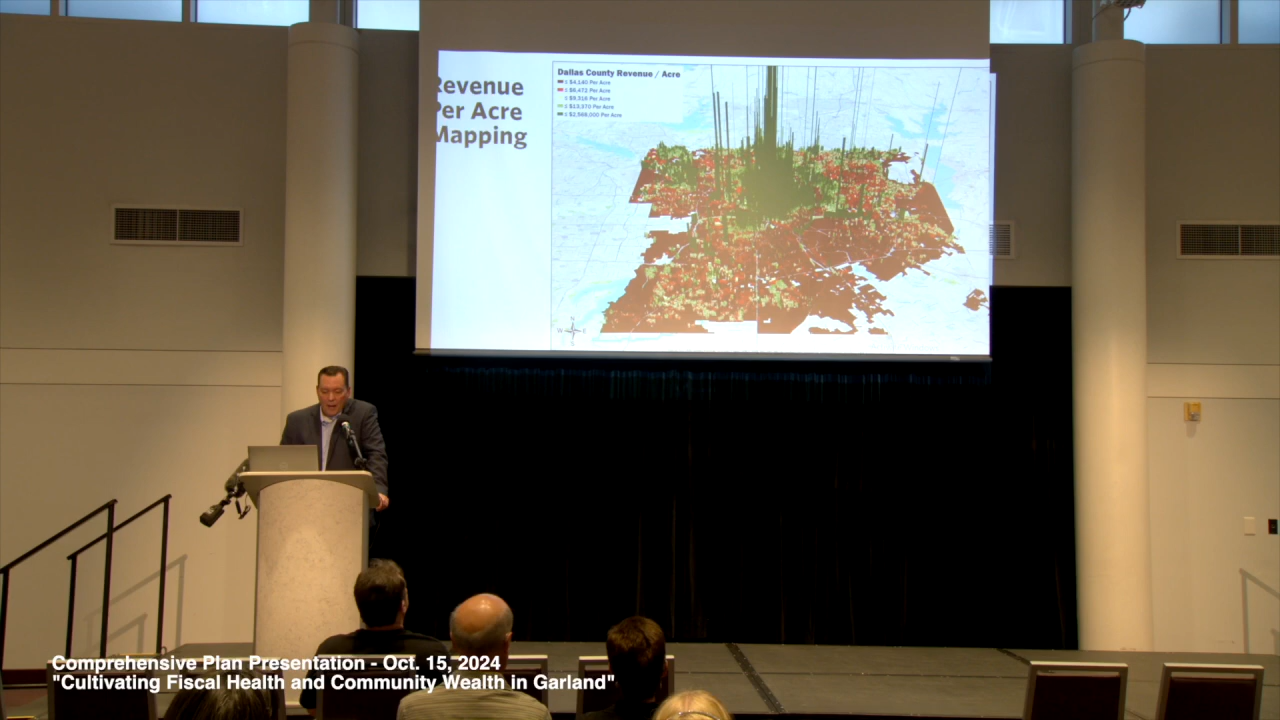 Revenue
Per Acre
Mapping
Dallas County Revenue / Acre
≤ $4,140 Per Acre
≤ $6,472 Per Acre
≤ $9,316 Per Acre
≤ $13,370 Per Acre
≤ $2,568,000 Per Acre
N
W
E
S
Comprehensive Plan Presentation - Oct. 15, 2024
"Cultivating Fiscal Health and Community Wealth in Garland"